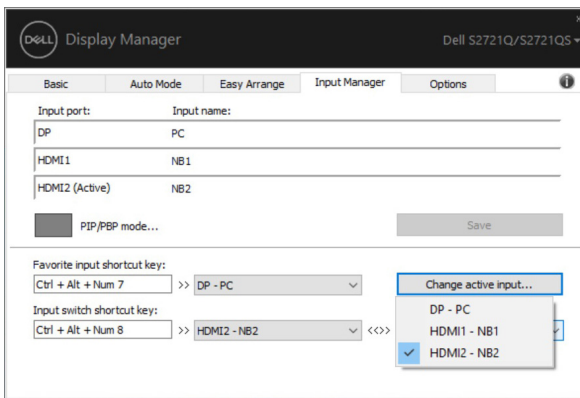 DELL Display Manager Dell S2721Q/S2721QS
Basic Auto Mode Easy Arrange Input Manager Options
Input port: Input name:
DP PC
HDMI1 NB1
HDMI2 (Active) NB2
PIP/PBP mode... Save
Favorite input shortcut key:
Ctrl + Alt + Num 7 >> DP - PC Change active input...
Input switch shortcut key:
Ctrl + Alt + Num 8 >> HDMI2 - NB2 <<>>
DP - PC
HDMI1 - NB1
HDMI2 - NB2